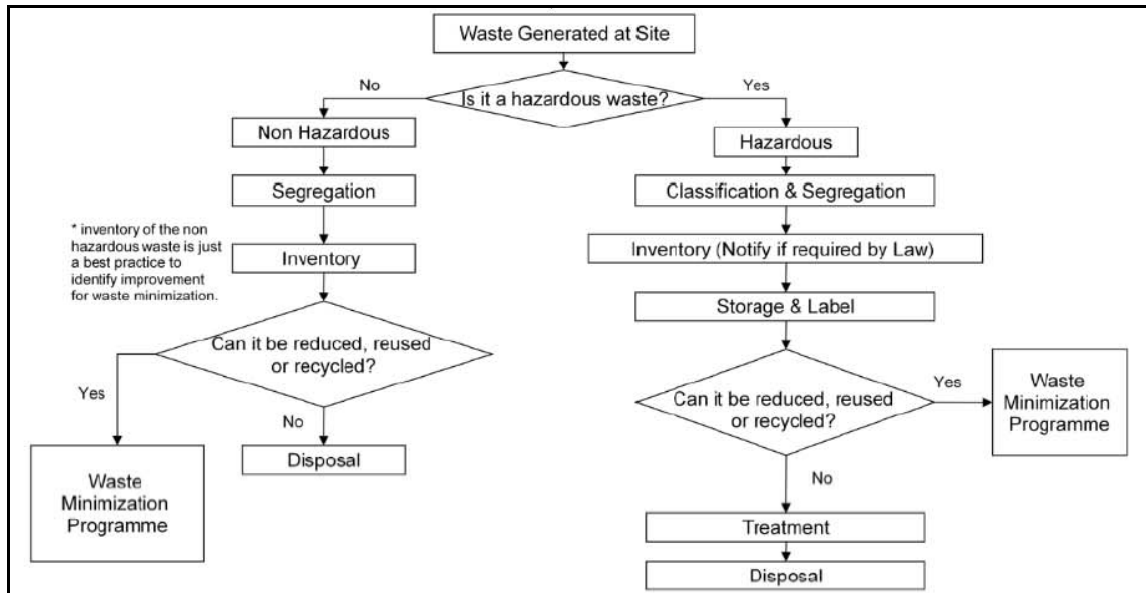 Waste Generated at Site
Is it a hazardous waste?
No
Yes
Non Hazardous
Segregation
* inventory of the non
hazardous waste is just
a best practice to
identify improvement
for waste minimization.
Inventory
Can it be reduced, reused
or recycled?
Yes
No
Waste
Minimization
Programme
Disposal
Hazardous
Classification & Segregation
Inventory (Notify if required by Law)
Storage & Label
Can it be reduced, reused
or recycled?
Yes
Waste
Minimization
Programme
No
Treatment
Disposal